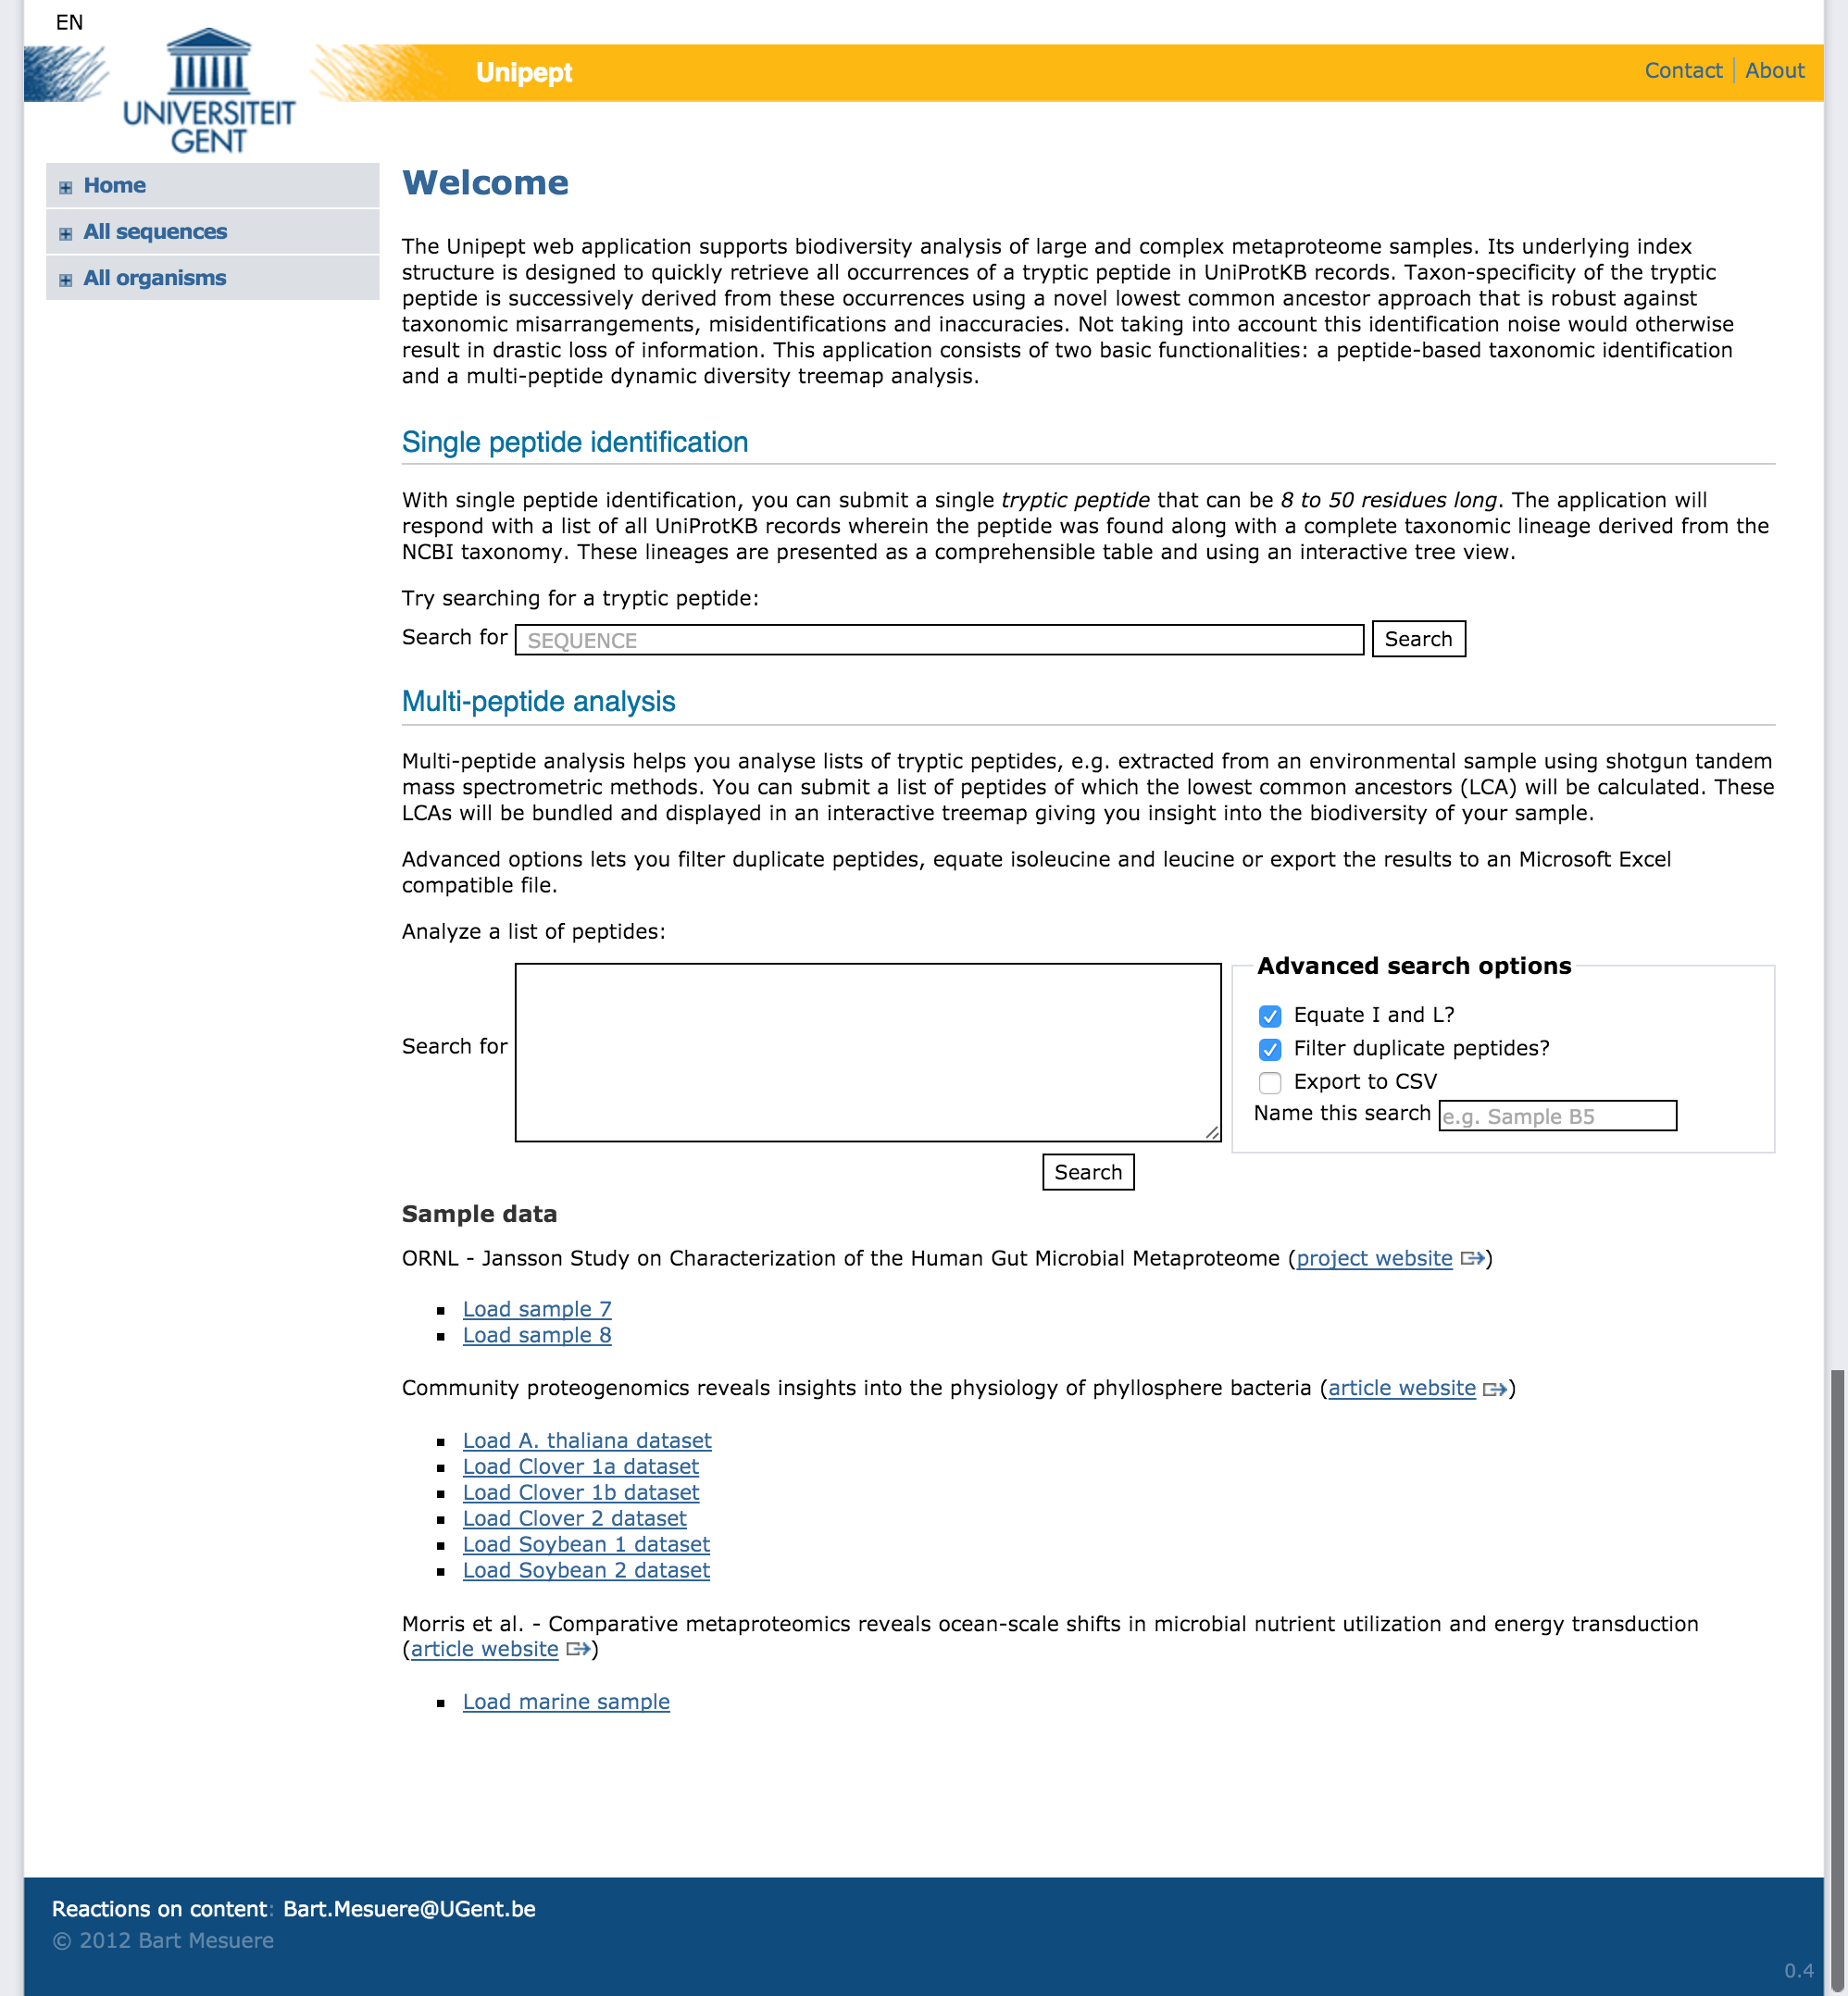 EN
UNIVERSITEIT
GENT
Unipept
Contact
About
Home
All sequences
All organisms
Welcome
The Unipept web application supports biodiversity analysis of large and complex metaproteome samples. Its underlying index
structure is designed to quickly retrieve all occurrences of a tryptic peptide in UniProtKB records. Taxon-specificity of the tryptic
peptide is successively derived from these occurrences using a novel lowest common ancestor approach that is robust against
taxonomic misarrangements, misidentifications and inaccuracies. Not taking into account this identification noise would otherwise
result in drastic loss of information. This application consists of two basic functionalities: a peptide-based taxonomic identification
and a multi-peptide dynamic diversity treemap analysis.
Single peptide identification
With single peptide identification, you can submit a single tryptic peptide that can be 8 to 50 residues long. The application will
respond with a list of all UniProtKB records wherein the peptide was found along with a complete taxonomic lineage derived from the
NCBI taxonomy. These lineages are presented as a comprehensible table and using an interactive tree view.
Try searching for a tryptic peptide:
Search for SEQUENCE Search
Multi-peptide analysis
Multi-peptide analysis helps you analyse lists of tryptic peptides, e.g. extracted from an environmental sample using shotgun tandem
mass spectrometric methods. You can submit a list of peptides of which the lowest common ancestors (LCA) will be calculated. These
LCAs will be bundled and displayed in an interactive treemap giving you insight into the biodiversity of your sample.
Advanced options lets you filter duplicate peptides, equate isoleucine and leucine or export the results to an Microsoft Excel
compatible file.
Analyze a list of peptides:
Search for
Advanced search options
Equate I and L?
Filter duplicate peptides?
Export to CSV
Name this search e.g. Sample B5
Search
Sample data
ORNL - Jansson Study on Characterization of the Human Gut Microbial Metaproteome (project website)
Load sample 7
Load sample 8
Community proteogenomics reveals insights into the physiology of phyllosphere bacteria (article website)
Load A. thaliana dataset
Load Clover 1a dataset
Load Clover 1b dataset
Load Clover 2 dataset
Load Soybean 1 dataset
Load Soybean 2 dataset
Morris et al. - Comparative metaproteomics reveals ocean-scale shifts in microbial nutrient utilization and energy transduction
(article website)
Load marine sample
Reactions on content: Bart.Mesuere@UGent.be
© 2012 Bart Mesuere
0.4